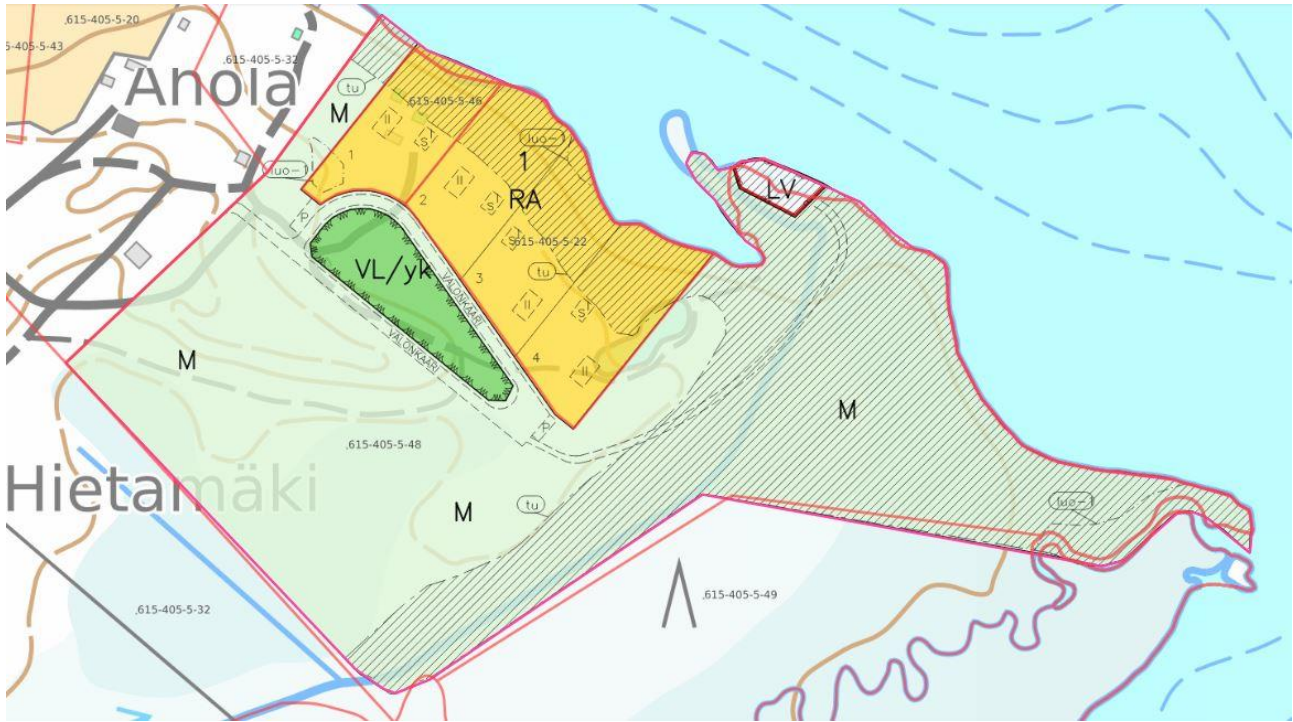 ,615-405-5-20
5-405-5-43
,615-405-5-32
Anola
tu
M
,615-405-5-46
II
S
1
luo-1
luo-1
1
RA
II
S
2
LV
S
,615-405-5-22
tu
VL/yk
VALONKAARI
3
II
S
VALONKAARI
4
II
M
M
,615-405-5-48
Hietamäki
tu
M
luo-1
,615-405-5-32
,615-405-5-49